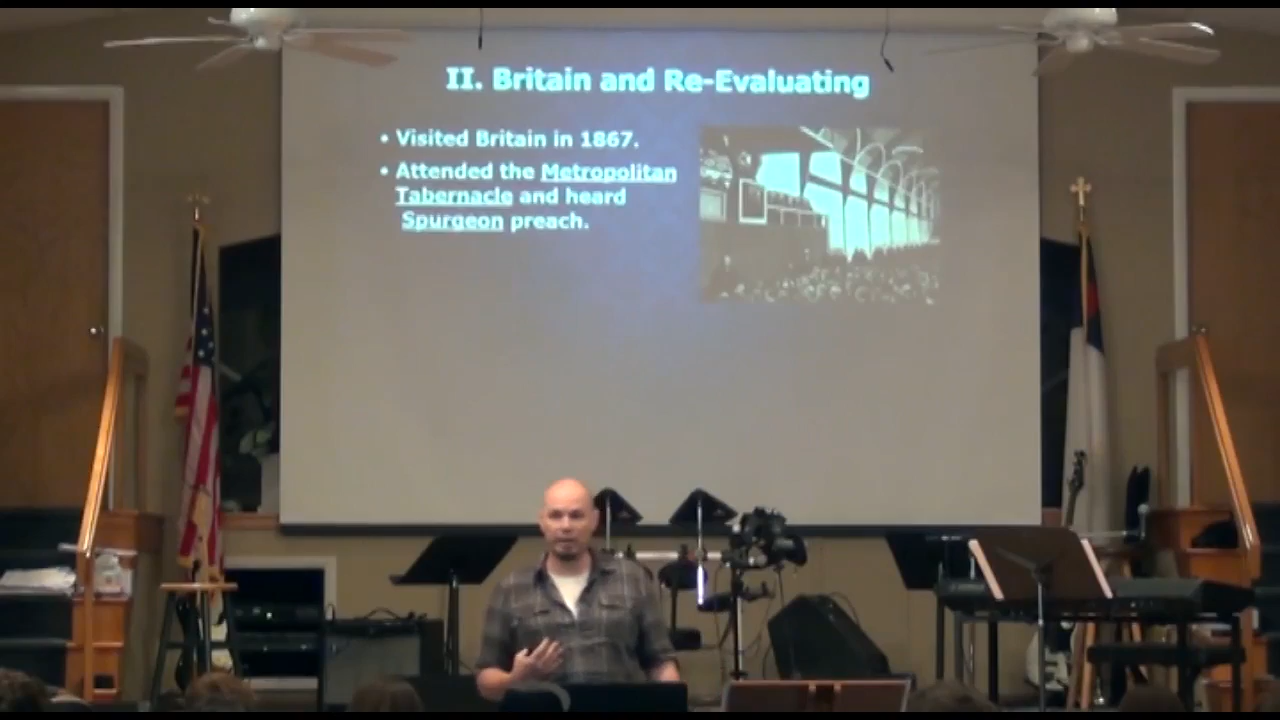 II. Britain and Re-Evaluating
• Visited Britain in 1867.
• Attended the Metropolitan
Tabernacle and heard
Spurgeon preach.